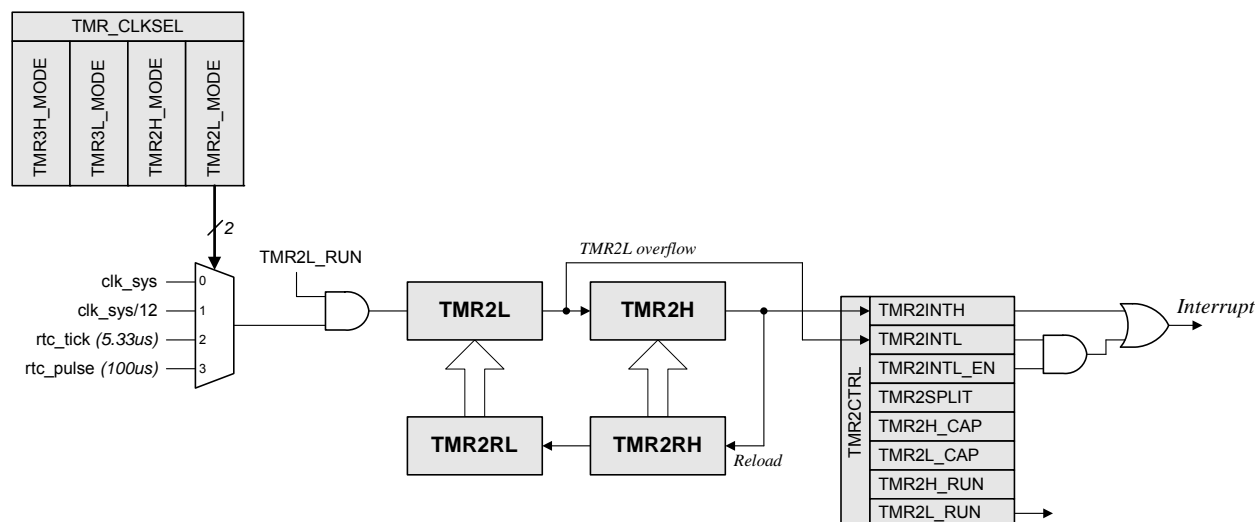 TMR_CLKSEL
TMR3H_MODE
TMR3L_MODE
TMR2H_MODE
TMR2L_MODE
2
TMR2L_RUN
TMR2L overflow
clk_sys
0
clk_sys/12
1
rtc_tick (5.33us)
2
rtc_pulse (100us)
3
TMR2L
TMR2H
TMR2RL
TMR2RH
Reload
TMR2CTRL
TMR2INTH
TMR2INTL
TMR2INTL_EN
TMR2SPLIT
TMR2H_CAP
TMR2L_CAP
TMR2H_RUN
TMR2L_RUN
Interrupt